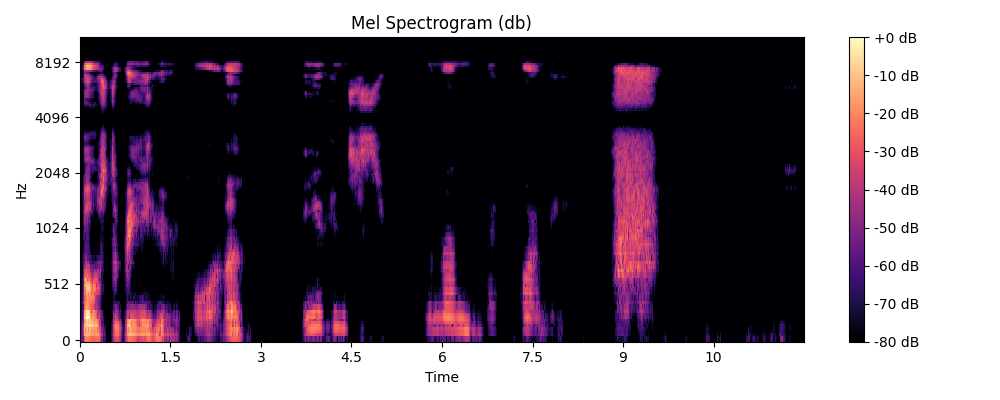 Mel Spectrogram (db)
+0 dB
8192
-10 dB
4096
-20 dB
-30 dB
Hz
2048
-40 dB
1024
-50 dB
-60 dB
512
-70 dB
0
-80 dB
0 1.5 3 4.5 6 7.5 9 10
Time